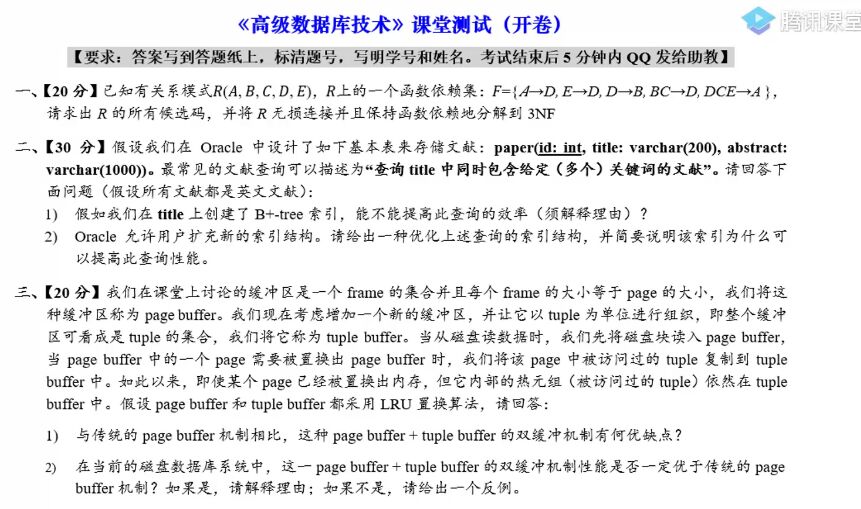 腾讯课堂
《高级数据库技术》课堂测试（开卷）
【要求：答案写到答题纸上，标清题号，写明学号和姓名。考试结束后 5 分钟内 QQ 发给助教】
一、【20 分】已知有关系模式R(A, B, C, D, E)，R上的一个函数依赖集：F={A→D, E→D, D→B, BC→D, DCE→A }，
请求出 R 的所有候选码，并将 R 无损连接并且保持函数依赖地分解到 3NF
二、【30 分】假设我们在 Oracle 中设计了如下基本表来存储文献：paper(id: int, title: varchar(200), abstract:
varchar(1000))。最常见的文献查询可以描述为“查询 title 中同时包含给定（多个）关键词的文献”。请回答下
面问题（假设所有文献都是英文文献）：
1) 假如我们在 title 上创建了 B+-tree 索引，能不能提高此查询的效率（须解释理由）？
2) Oracle 允许用户扩充新的索引结构。请给出一种优化上述查询的索引结构，并简要说明该索引为什么可
以提高此查询性能。
三、【20 分】我们在课堂上讨论的缓冲区是一个 frame 的集合并且每个 frame 的大小等于 page 的大小，我们将这
种缓冲区称为 page buffer。我们现在考虑增加一个新的缓冲区，并让它以 tuple 为单位进行组织，即整个缓冲
区可看成是 tuple 的集合，我们将它称为 tuple buffer。当从磁盘读数据时，我们先将磁盘块读入 page buffer，
当 page buffer 中的一个 page 需要被置换出 page buffer 时，我们将该 page 中被访问过的 tuple 复制到 tuple
buffer 中。如此以来，即使某个 page 已经被置换出内存，但它内部的热元组（被访问过的 tuple）依然在 tuple
buffer 中。假设 page buffer 和 tuple buffer 都采用 LRU 置换算法，请回答：
1) 与传统的 page buffer 机制相比，这种 page buffer + tuple buffer 的双缓冲机制有何优缺点？
2) 在当前的磁盘数据库系统中，这一 page buffer + tuple buffer 的双缓冲机制性能是否一定优于传统的 page
buffer 机制？如果是，请解释理由；如果不是，请给出一个反例。